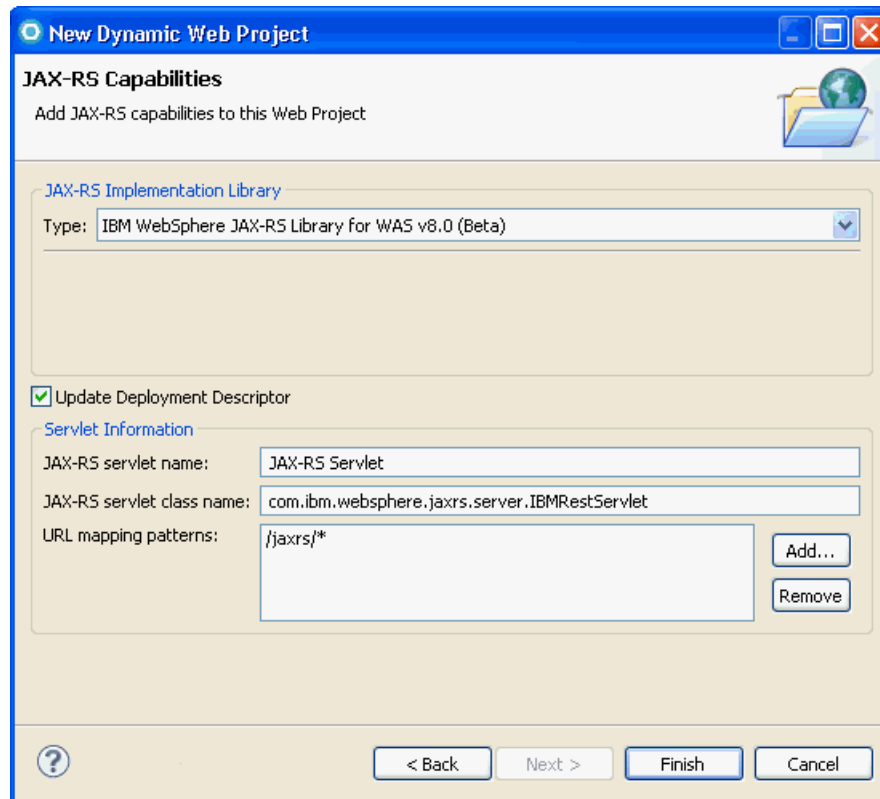 New Dynamic Web Project
JAX-RS Capabilities
Add JAX-RS capabilities to this Web Project
JAX-RS Implementation Library
Type: IBM WebSphere JAX-RS Library for WAS v8.0 (Beta)
Update Deployment Descriptor
Servlet Information
JAX-RS servlet name: JAX-RS Servlet
JAX-RS servlet class name: com.ibm.websphere.jaxrs.server.IBMRestServlet
URL mapping patterns: /jaxrs/*
Add...
Remove
? < Back Next > Finish Cancel